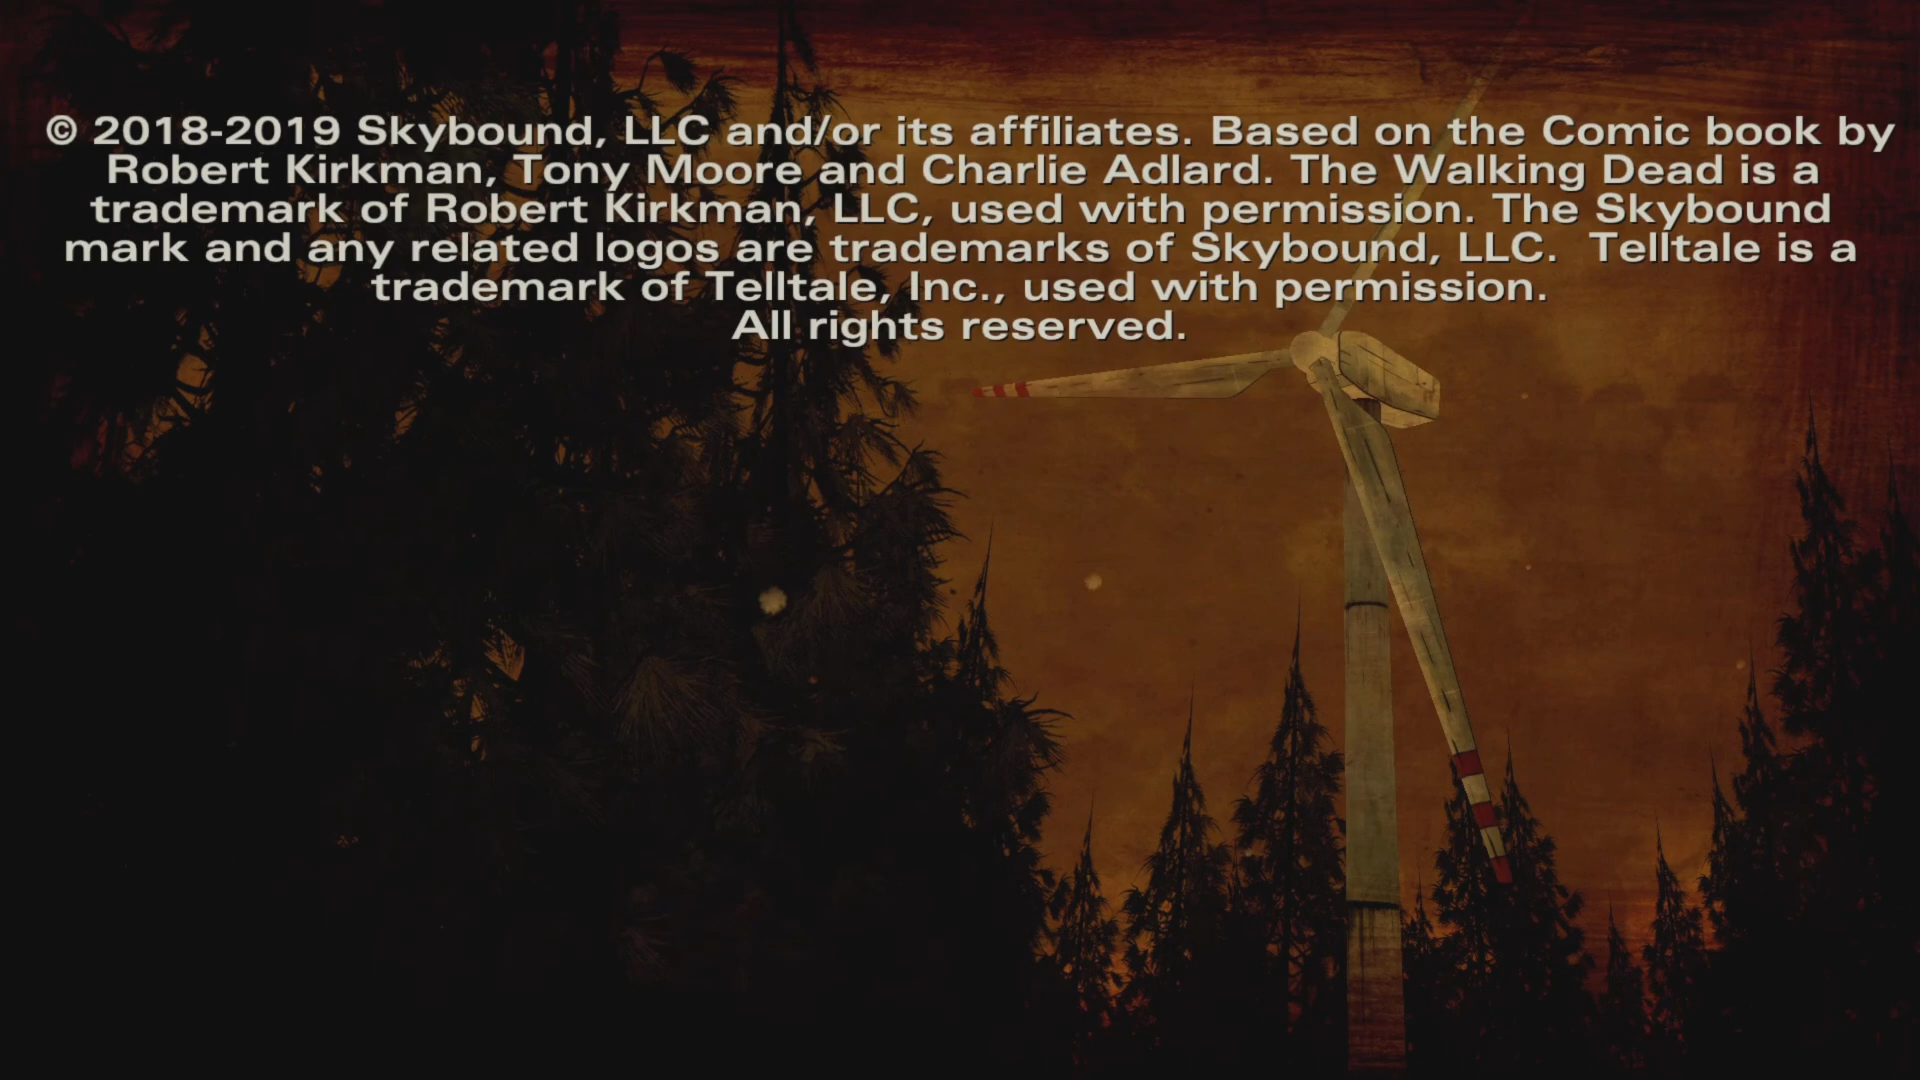 © 2018-2019 Skybound, LLC and/or its affiliates. Based on the Comic book by
Robert Kirkman, Tony Moore and Charlie Adlard. The Walking Dead is a
trademark of Robert Kirkman, LLC, used with permission. The Skybound
mark and any related logos are trademarks of Skybound, LLC.  Telltale is a
trademark of Telltale, Inc., used with permission.
All rights reserved.